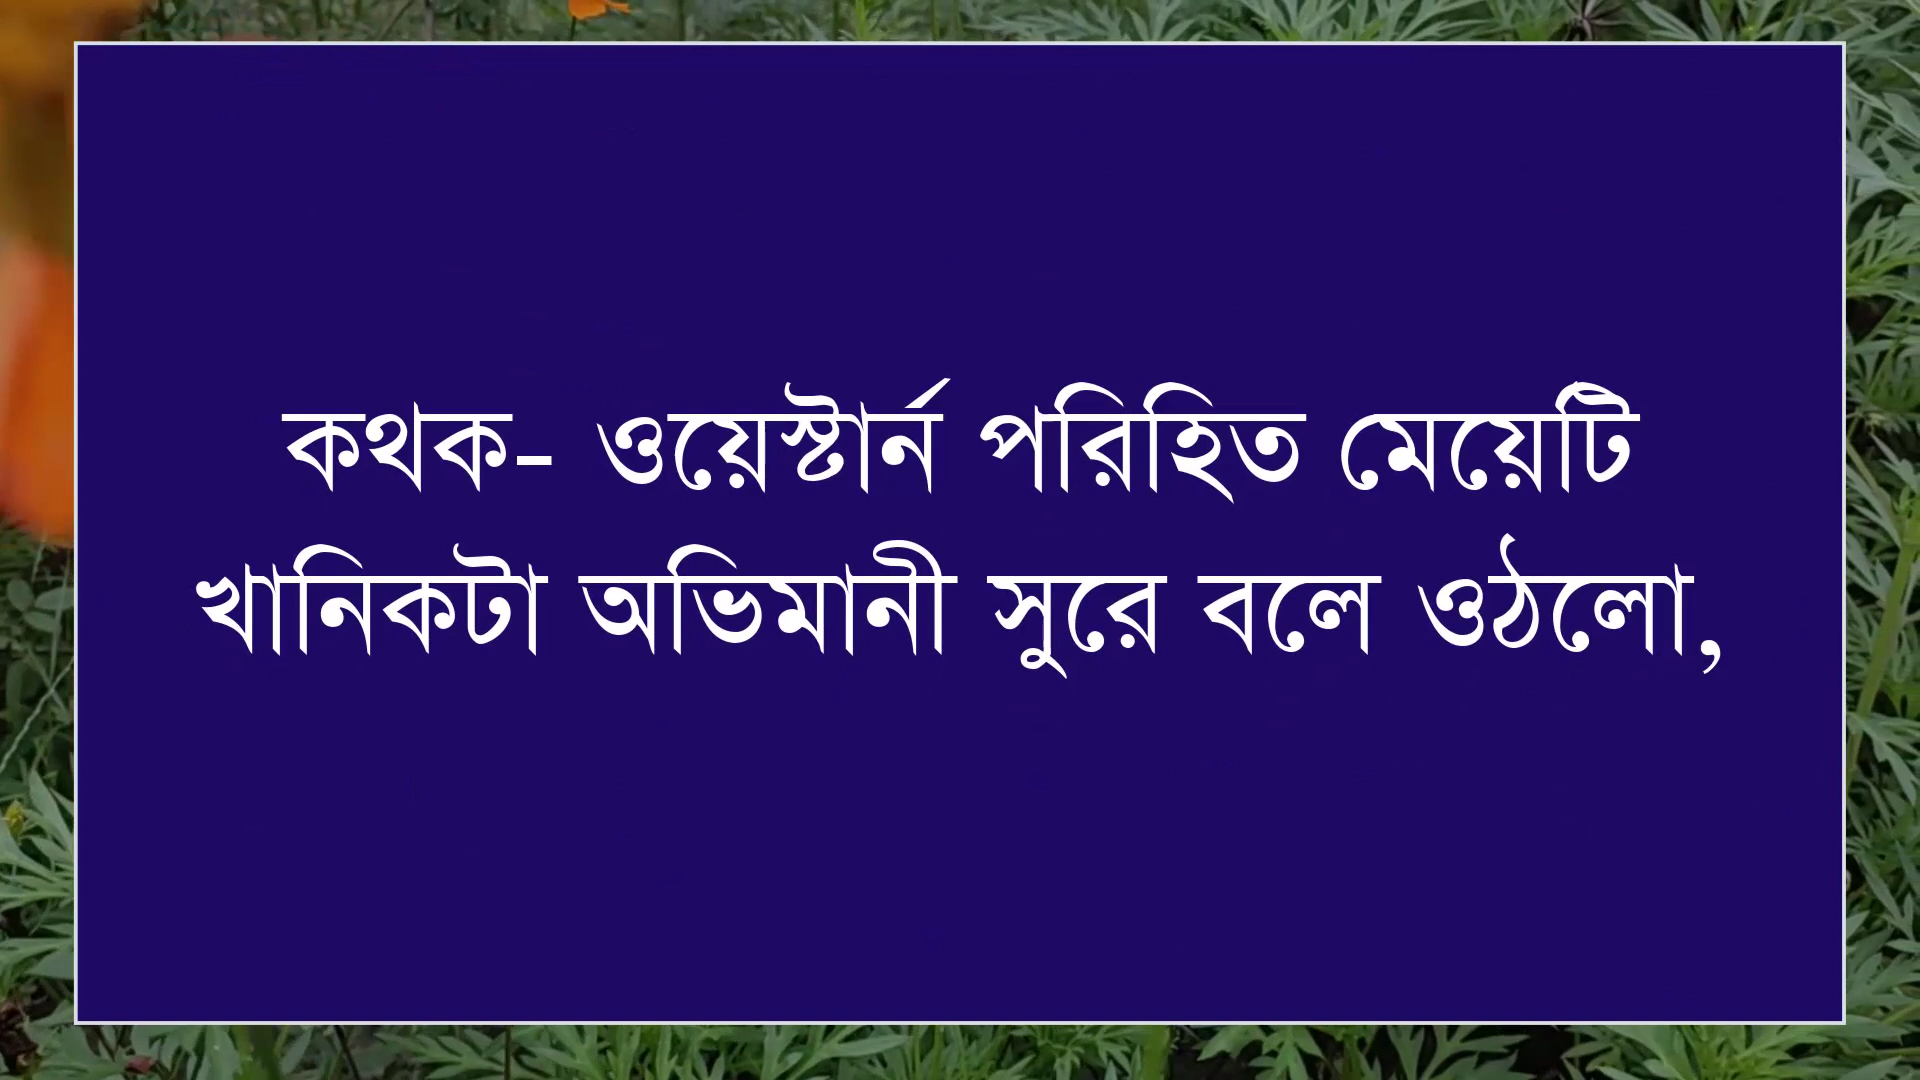 কথক- ওয়েস্টার্ন পরিহিত মেয়েটি
খানিকটা অভিমানী সুরে বলে ওঠলো,